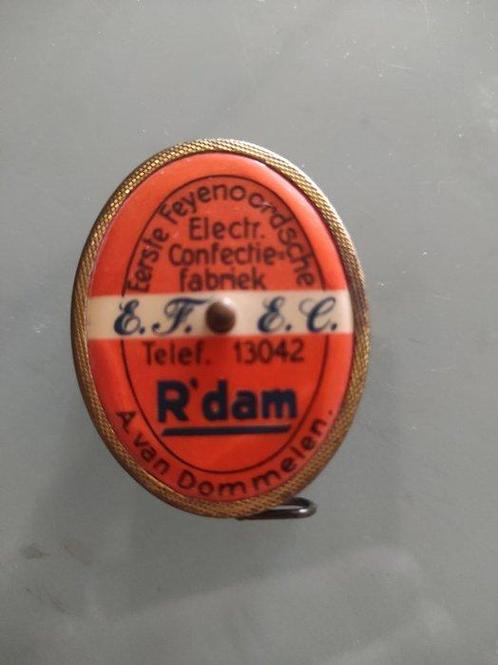 Eerste Feyenoordsche
Electr.
Confectie=
fabriek
E. F. E. C.
Telef. 13042
R'dam
A. van Dommelen.